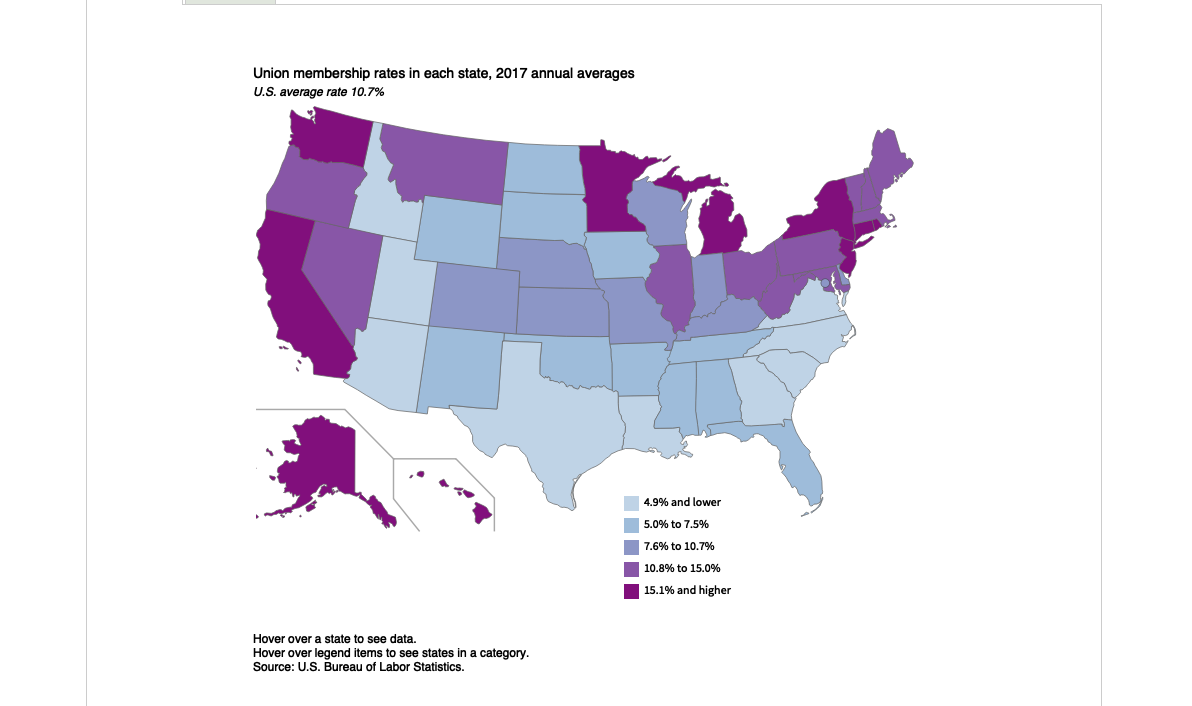 Union membership rates in each state, 2017 annual averages
U.S. average rate 10.7%
4.9% and lower
5.0% to 7.5%
7.6% to 10.7%
10.8% to 15.0%
15.1% and higher
Hover over a state to see data.
Hover over legend items to see states in a category.
Source: U.S. Bureau of Labor Statistics.